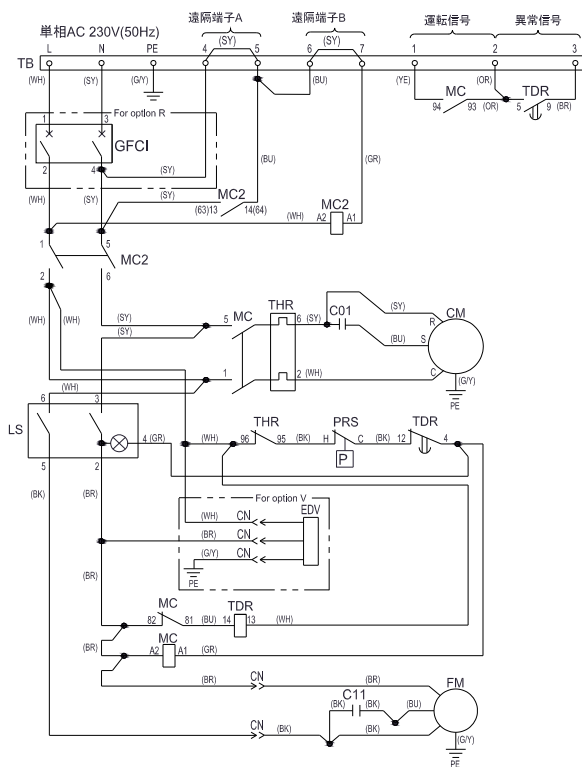 遠隔端子A 遠隔端子B 運転信号 異常信号
単相AC 230V(50Hz) (SY) (SY)
L N PE 4 5 6 7 1 2 3
TB
(WH) (SY) (G/Y) (SY) (BU) (YE) (OR)
MC TDR
94 93 (OR) 5 9 (BR)
For option R
1 3
GFCI
2 4 (SY) (BU) (GR)
(WH) (SY) (SY) MC2
(63)13 14(64) (WH) MC2
A2 A1
1 5
MC2
2 6
(WH) (WH) (SY) 5 MC THR 6 (SY) C01 (SY) CM
(SY) R
(BU) S
1 2 (WH) C
(WH) (G/Y)
PE
6 3
LS
4 (GR) (WH) 96 THR 95 (BK) H PRS C (BK) 12 TDR 4
P
5 2
(BK) (BR)
For option V
EDV
(WH) CN
(BR) CN
(G/Y) CN
PE
(BR)
MC TDR
82 81 (BU) 14 13 (WH)
(BR) MC
A2 A1 (GR)
(BR) CN (BR) FM
C11
(BK) (BK) (BU)
CN (BK) (BK)
(G/Y)
PE